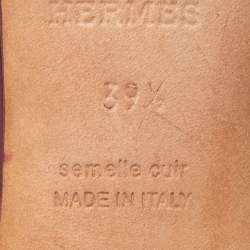 HERMES
39½
semelle cuir
MADE IN ITALY